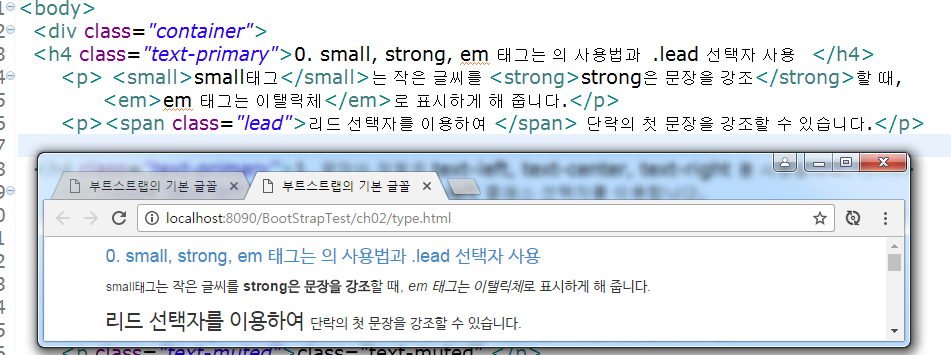 <body>
<div class="container">
<h4 class="text-primary">0. small, strong, em 태그는 의 사용법과 .lead 선택자 사용 </h4>
<p> <small>small태그</small>는 작은 글씨를 <strong>strong은 문장을 강조</strong>할 때,
<em>em 태그는 이탤릭체</em>로 표시하게 해 줍니다.</p>
<p><span class="lead">리드 선택자를 이용하여 </span> 단락의 첫 문장을 강조할 수 있습니다.</p>
부트스트랩의 기본 글꼴 부트스트랩의 기본 글꼴
localhost:8090/BootStrapTest/ch02/type.html
0. small, strong, em 태그는 의 사용법과 .lead 선택자 사용
small태그는 작은 글씨를 strong은 문장을 강조할 때, em 태그는 이탤릭체로 표시하게 해 줍니다.
리드 선택자를 이용하여 단락의 첫 문장을 강조할 수 있습니다.
<p class="text-muted">class="text-muted" </p>